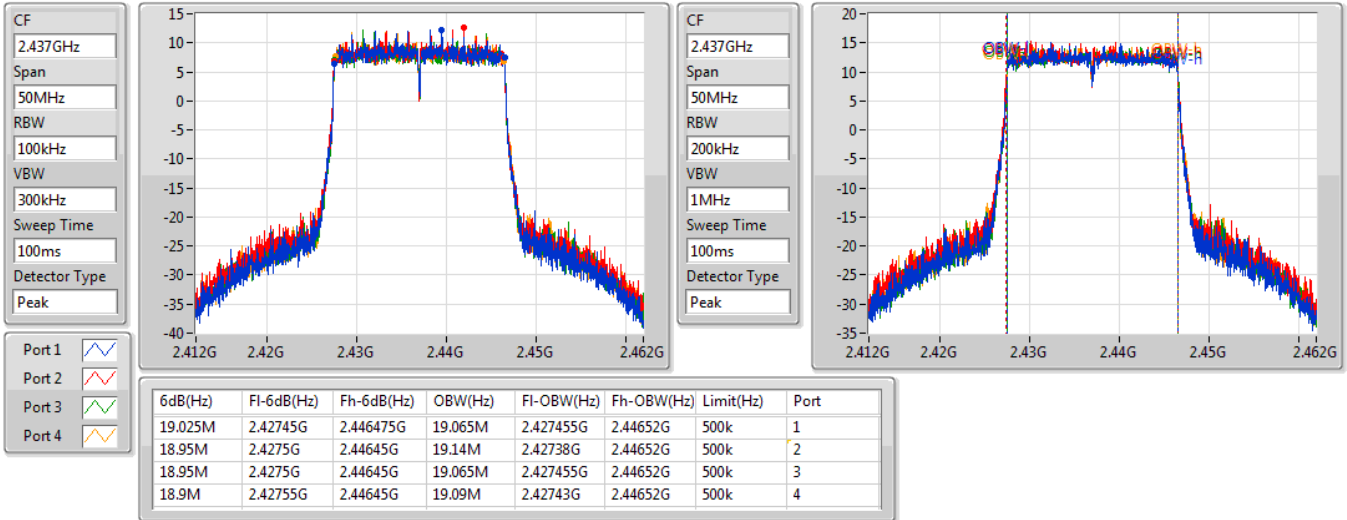 CF
2.437GHz
Span
50MHz
RBW
100kHz
VBW
300kHz
Sweep Time
100ms
Detector Type
Peak
15
10
5
0
-5
-10
-15
-20
-25
-30
-35
-40
2.412G 2.42G 2.43G 2.44G 2.45G 2.462G
CF
2.437GHz
Span
50MHz
RBW
200kHz
VBW
1MHz
Sweep Time
100ms
Detector Type
Peak
20
15
10
5
0
-5
-10
-15
-20
-25
-30
-35
OBW-h
2.412G 2.42G 2.43G 2.44G 2.45G 2.462G
Port 1
Port 2
Port 3
Port 4
6dB(Hz) Fl-6dB(Hz) Fh-6dB(Hz) OBW(Hz) Fl-OBW(Hz) Fh-OBW(Hz) Limit(Hz) Port
19.025M 2.42745G 2.446475G 19.065M 2.427455G 2.44652G 500k 1
18.95M 2.4275G 2.44645G 19.14M 2.42738G 2.44652G 500k 2
18.95M 2.4275G 2.44645G 19.065M 2.427455G 2.44652G 500k 3
18.9M 2.42755G 2.44645G 19.09M 2.42743G 2.44652G 500k 4